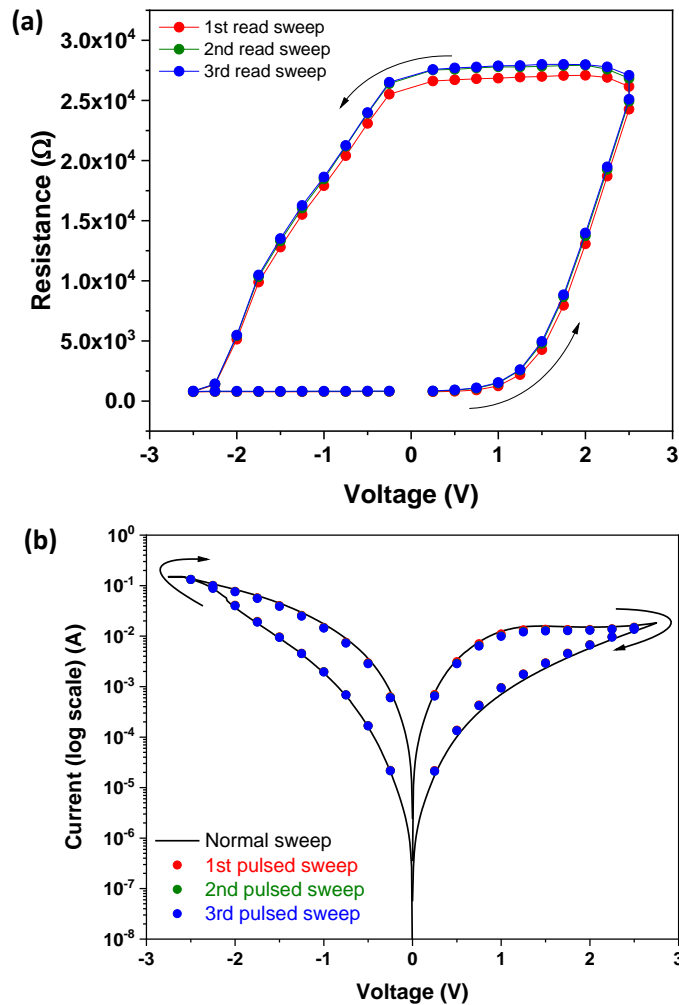 (a)
1st read sweep
2nd read sweep
3rd read sweep
3.0x10⁴
2.5x10⁴
2.0x10⁴
1.5x10⁴
1.0x10⁴
5.0x10³
0.0
Resistance (Ω)
-3 -2 -1 0 1 2 3
Voltage (V)
(b)
10⁰
10⁻¹
10⁻²
10⁻³
10⁻⁴
10⁻⁵
10⁻⁶
10⁻⁷
10⁻⁸
Current (log scale) (A)
Normal sweep
1st pulsed sweep
2nd pulsed sweep
3rd pulsed sweep
-3 -2 -1 0 1 2 3
Voltage (V)